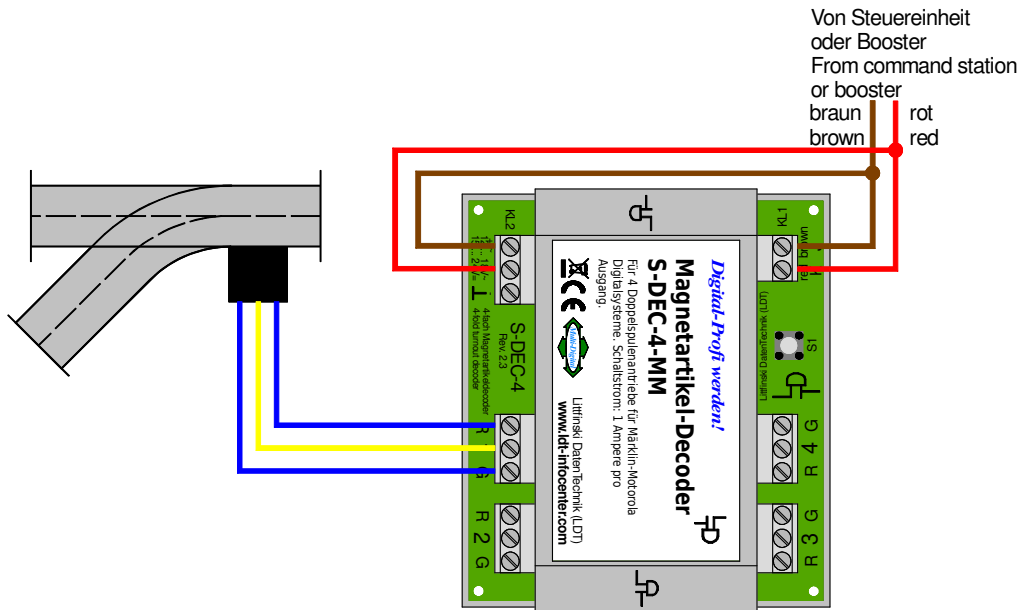 Von Steuereinheit
oder Booster
From command station
or booster
braun rot
brown red
KL2
KL1
red brown
S1
Littfinski DatenTechnik (LDT)
4-fach Magnetartikeldecoder
4-fold turnout decoder
S-DEC-4
Rev. 2.3
Digital-Profi werden!
Magnetartikel-Decoder
S-DEC-4-MM
Für 4 Doppelspulenantriebe für Märklin-Motorola
Digitalsysteme. Schaltstrom: 1 Ampere pro
Ausgang.
CE
Multi-Digital
Littfinski DatenTechnik (LDT)
www.ldt-infocenter.com
R
G
R 2 G
R 4 G
R 3 G